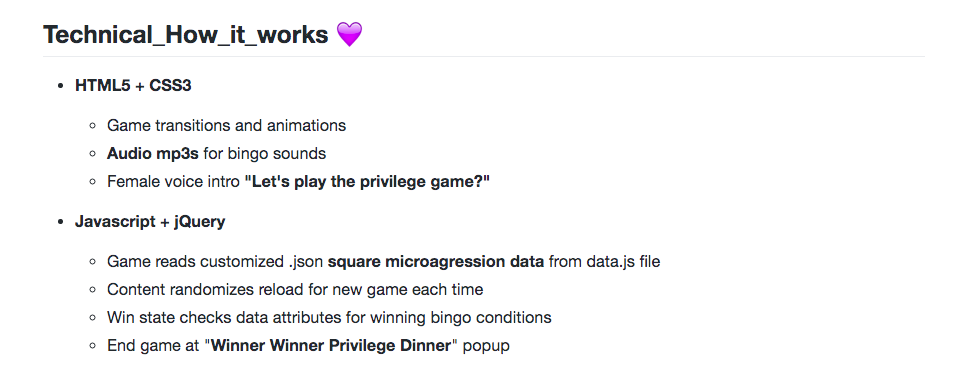 Technical_How_it_works 💜
• HTML5 + CSS3
◦ Game transitions and animations
◦ Audio mp3s for bingo sounds
◦ Female voice intro "Let's play the privilege game?"
• Javascript + jQuery
◦ Game reads customized .json square microagression data from data.js file
◦ Content randomizes reload for new game each time
◦ Win state checks data attributes for winning bingo conditions
◦ End game at "Winner Winner Privilege Dinner" popup